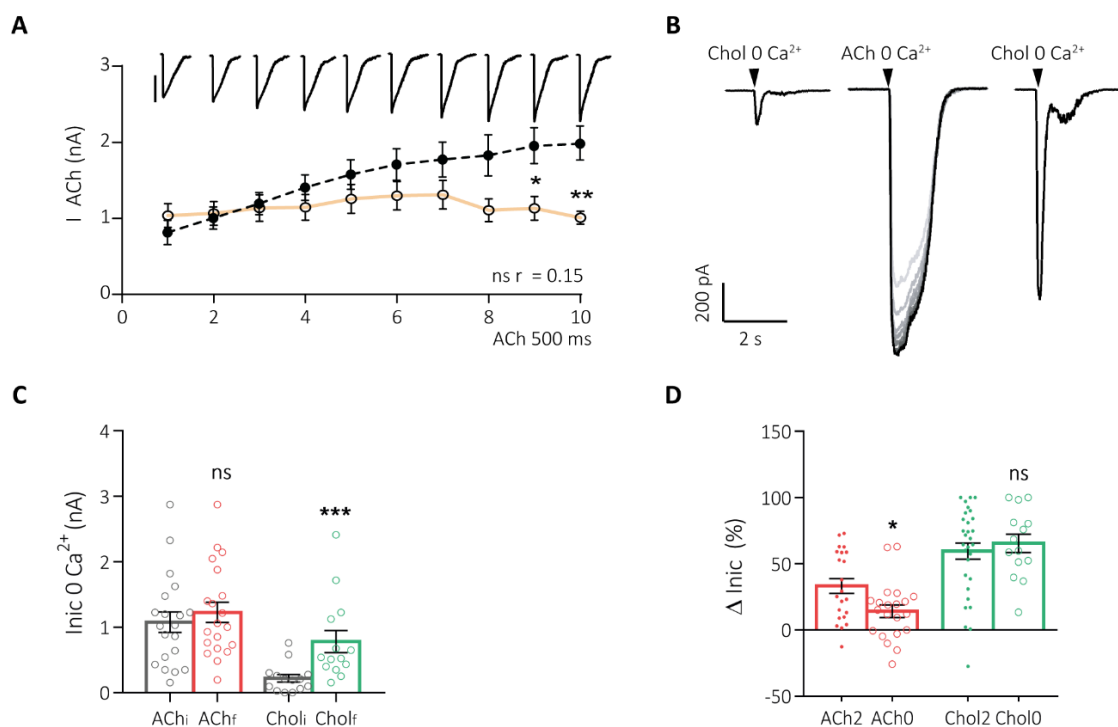 A
3
2
1
0
I ACh (nA)
*
**
ns r = 0.15
0 2 4 6 8 10
ACh 500 ms
B
Chol 0 Ca²⁺ ACh 0 Ca²⁺ Chol 0 Ca²⁺
200 pA
2 s
C
4
3
2
1
0
Inic 0 Ca²⁺ (nA)
ns
***
AChi AChf Choli Cholf
D
150
100
50
0
-50
Δ Inic (%)
*
ns
ACh2 ACh0 Chol2 Chol0